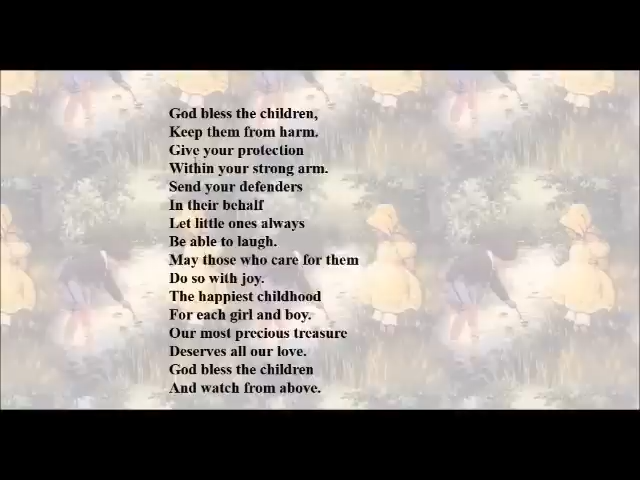 God bless the children,
Keep them from harm.
Give your protection
Within your strong arm.
Send your defenders
In their behalf
Let little ones always
Be able to laugh.
May those who care for them
Do so with joy.
The happiest childhood
For each girl and boy.
Our most precious treasure
Deserves all our love.
God bless the children
And watch from above.